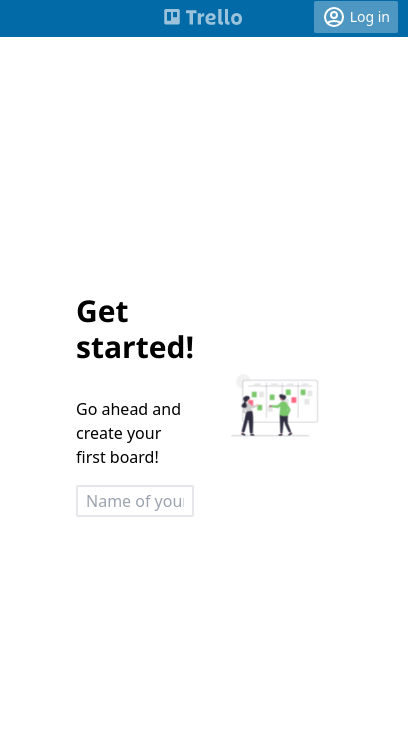 Trello
Log in
Get
started!
Go ahead and
create your
first board!
Name of your